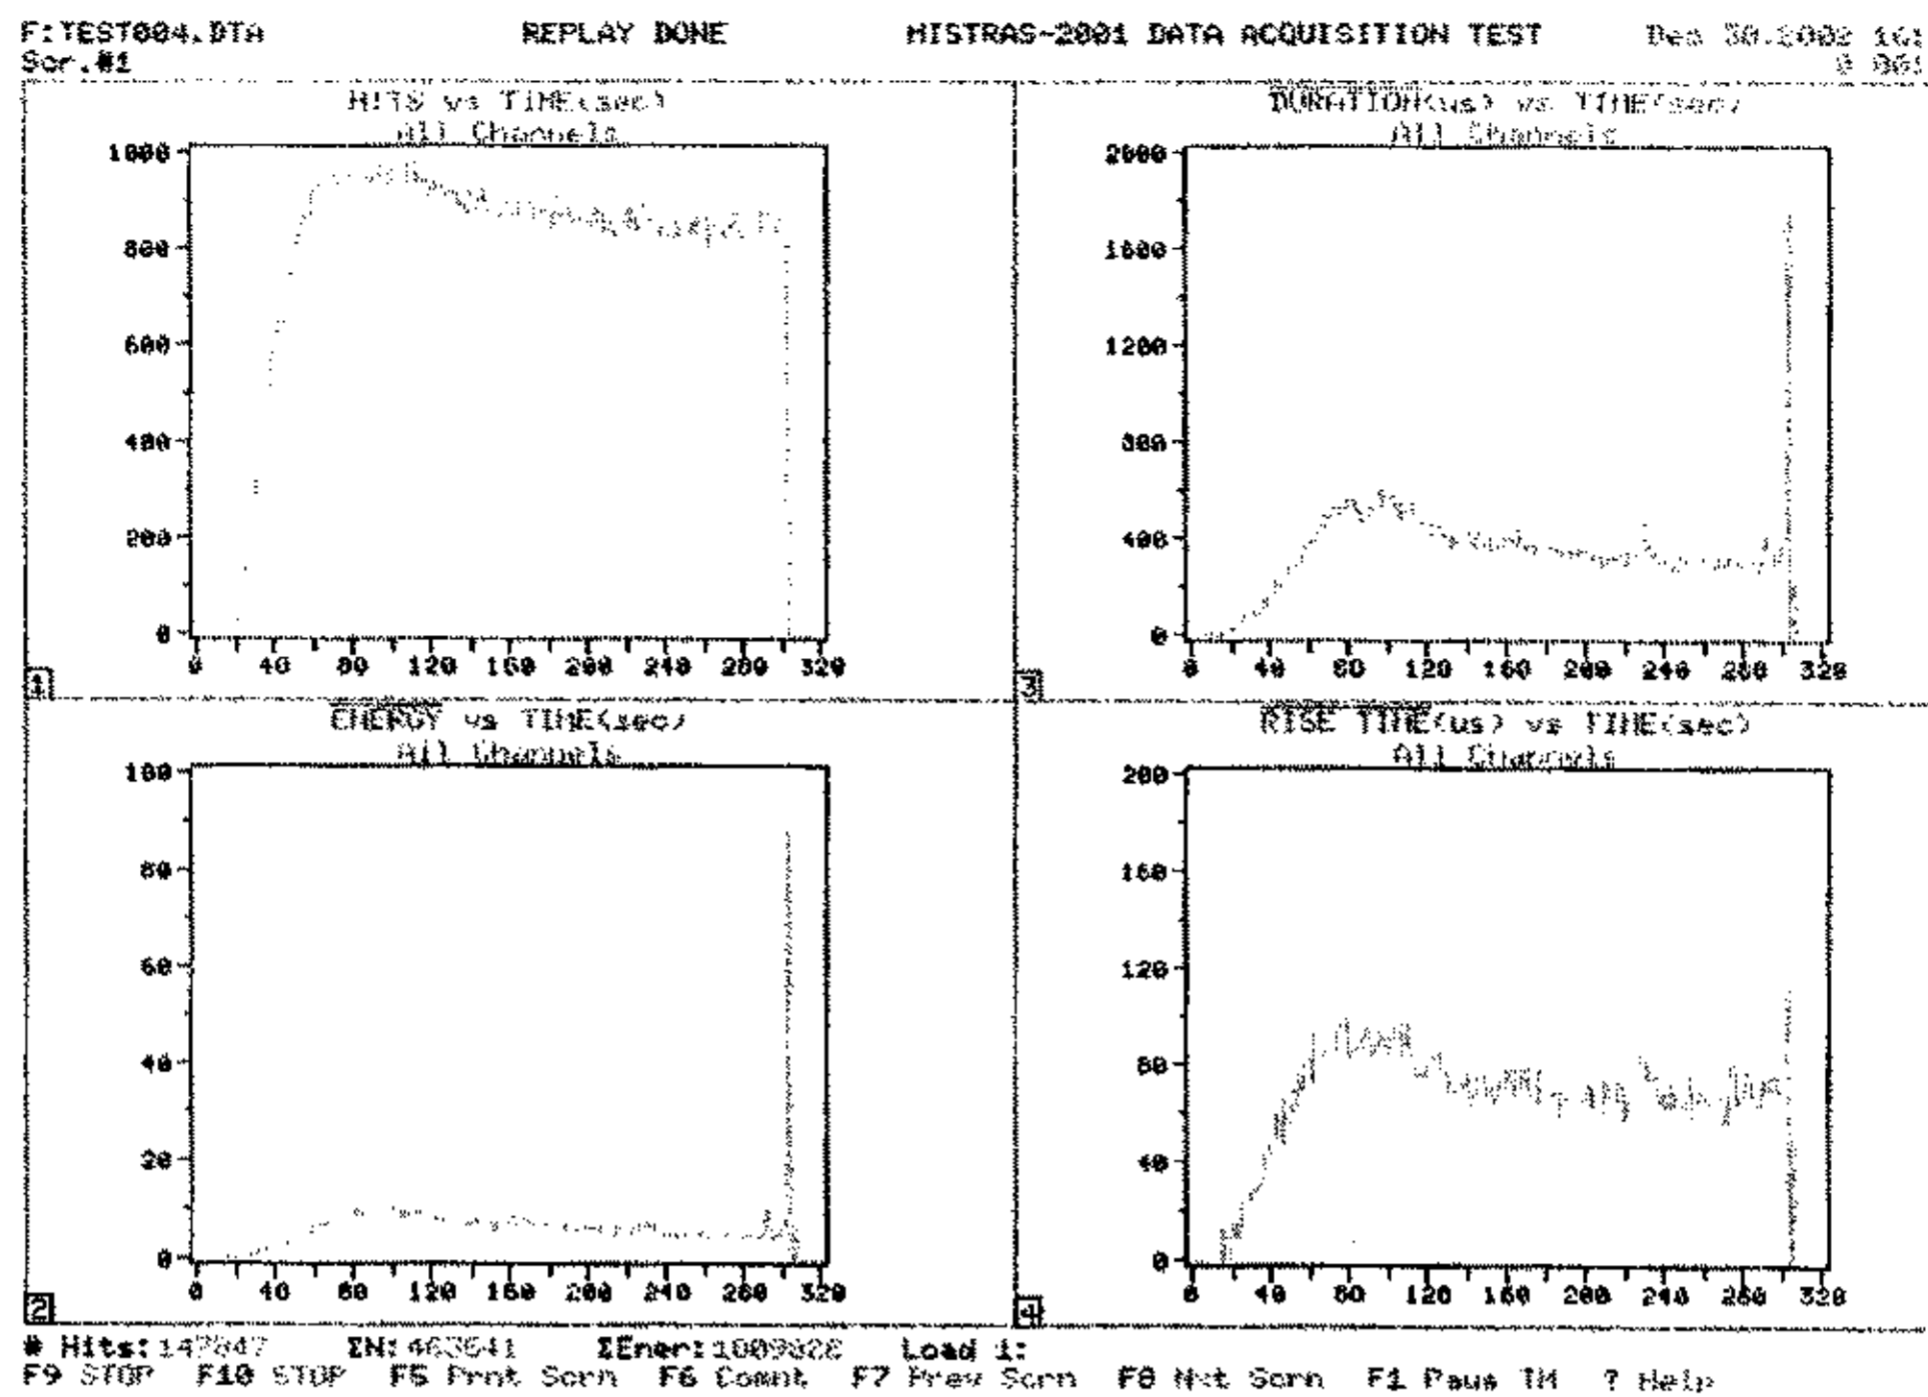 F:TEST004.DTA REPLAY DONE MISTRAS-2001 DATA ACQUISITION TEST Dec 30.2002
Scr.#1
HITS vs TIME(sec)
All Channels
1000
800
600
400
200
0
0 40 80 120 160 200 240 280 320
1
DURATION(us) vs TIME(sec)
All Channels
2000
1600
1200
800
400
0
0 40 80 120 160 200 240 280 320
3
ENERGY vs TIME(sec)
All Channels
100
80
60
40
20
0
0 40 80 120 160 200 240 280 320
2
RISE TIME(us) vs TIME(sec)
All Channels
200
160
120
80
40
0
0 40 80 120 160 200 240 280 320
4
# Hits: ΣN: ΣEner: Load 1:
F9 STOP F10 STOP F5 Prnt Scrn F6 Comnt F7 Prev Scrn F8 Nxt Scrn F1 Paus TM ? Help